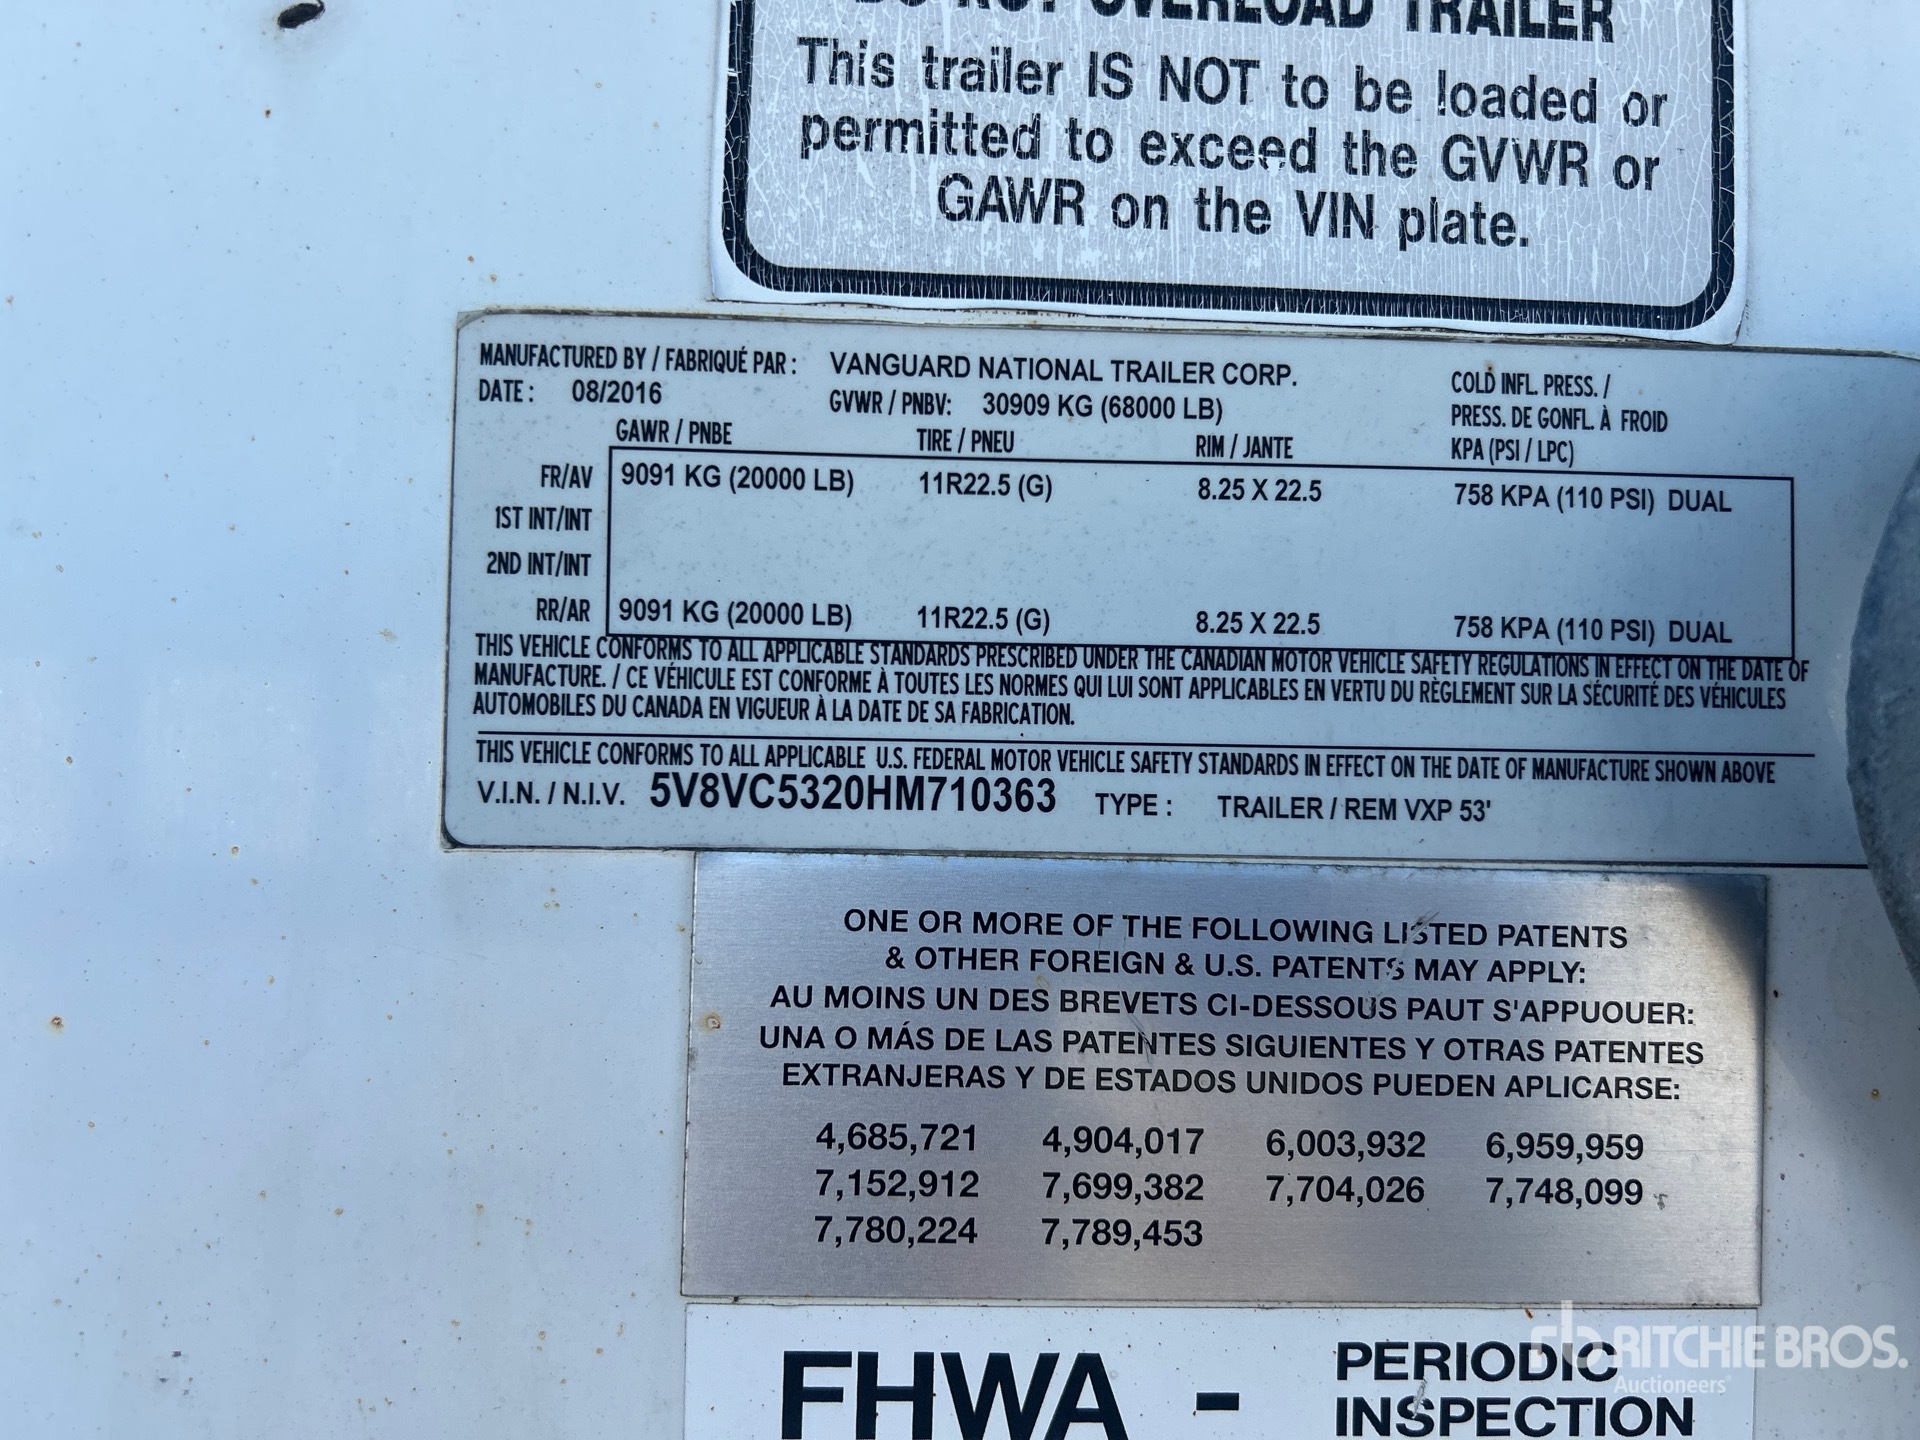 DO NOT OVERLOAD TRAILER
This trailer IS NOT to be loaded or
permitted to exceed the GVWR or
GAWR on the VIN plate.
MANUFACTURED BY / FABRIQUÉ PAR : VANGUARD NATIONAL TRAILER CORP.
DATE : 08/2016 GVWR / PNBV: 30909 KG (68000 LB)
COLD INFL. PRESS. /
PRESS. DE GONFL. À FROID
GAWR / PNBE TIRE / PNEU RIM / JANTE KPA (PSI / LPC)
FR/AV 9091 KG (20000 LB) 11R22.5 (G) 8.25 X 22.5 758 KPA (110 PSI) DUAL
1ST INT/INT
2ND INT/INT
RR/AR 9091 KG (20000 LB) 11R22.5 (G) 8.25 X 22.5 758 KPA (110 PSI) DUAL
THIS VEHICLE CONFORMS TO ALL APPLICABLE STANDARDS PRESCRIBED UNDER THE CANADIAN MOTOR VEHICLE SAFETY REGULATIONS IN EFFECT ON THE DATE OF
MANUFACTURE. / CE VÉHICULE EST CONFORME À TOUTES LES NORMES QUI LUI SONT APPLICABLES EN VERTU DU RÈGLEMENT SUR LA SÉCURITÉ DES VÉHICULES
AUTOMOBILES DU CANADA EN VIGUEUR À LA DATE DE SA FABRICATION.
THIS VEHICLE CONFORMS TO ALL APPLICABLE U.S. FEDERAL MOTOR VEHICLE SAFETY STANDARDS IN EFFECT ON THE DATE OF MANUFACTURE SHOWN ABOVE
V.I.N. / N.I.V. 5V8VC5320HM710363 TYPE : TRAILER / REM VXP 53'
ONE OR MORE OF THE FOLLOWING LISTED PATENTS
& OTHER FOREIGN & U.S. PATENTS MAY APPLY:
AU MOINS UN DES BREVETS CI-DESSOUS PAUT S'APPUOUER:
UNA O MÁS DE LAS PATENTES SIGUIENTES Y OTRAS PATENTES
EXTRANJERAS Y DE ESTADOS UNIDOS PUEDEN APLICARSE:
4,685,721 4,904,017 6,003,932 6,959,959
7,152,912 7,699,382 7,704,026 7,748,099
7,780,224 7,789,453
FHWA - PERIODIC
INSPECTION
rb RITCHIE BROS.
Auctioneers